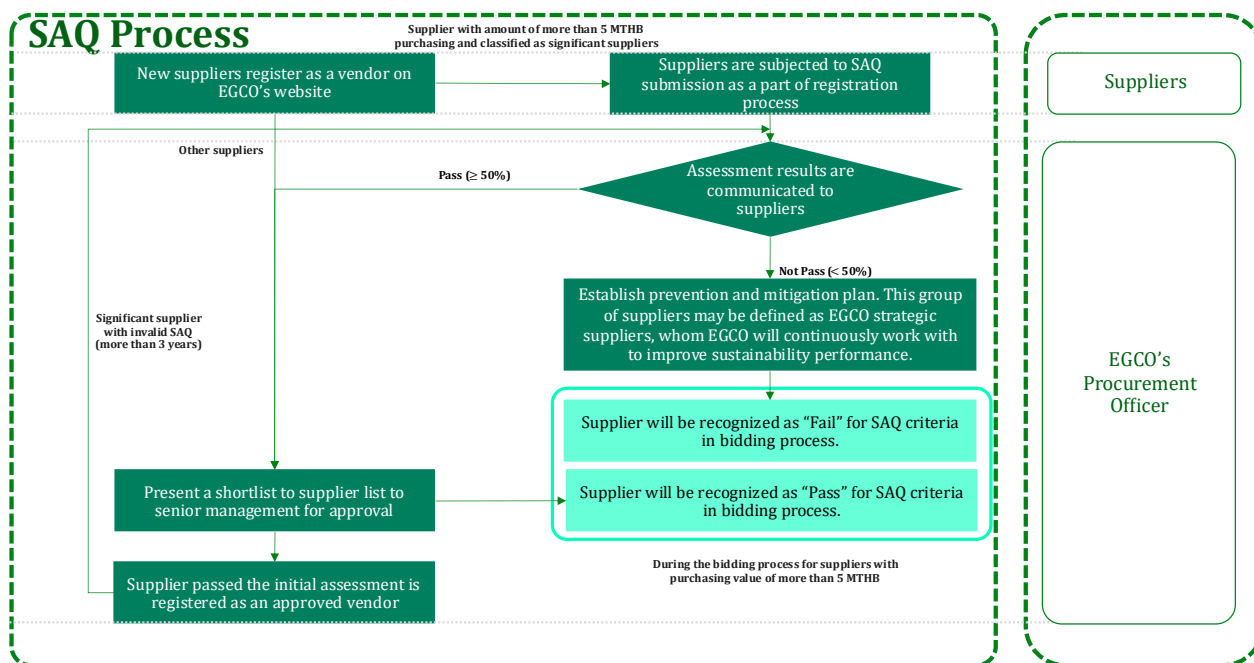 SAQ Process
Supplier with amount of more than 5 MTHB
purchasing and classified as significant suppliers
New suppliers register as a vendor on
EGCO’s website
Suppliers are subjected to SAQ
submission as a part of registration
process
Suppliers
Other suppliers
Pass (≥ 50%)
Assessment results are
communicated to
suppliers
Not Pass (< 50%)
Establish prevention and mitigation plan. This group
of suppliers may be defined as EGCO strategic
suppliers, whom EGCO will continuously work with
to improve sustainability performance.
Significant supplier
with invalid SAQ
(more than 3 years)
EGCO’s
Procurement
Officer
Supplier will be recognized as “Fail” for SAQ criteria
in bidding process.
Present a shortlist to supplier list to
senior management for approval
Supplier will be recognized as “Pass” for SAQ criteria
in bidding process.
During the bidding process for suppliers with
purchasing value of more than 5 MTHB
Supplier passed the initial assessment is
registered as an approved vendor